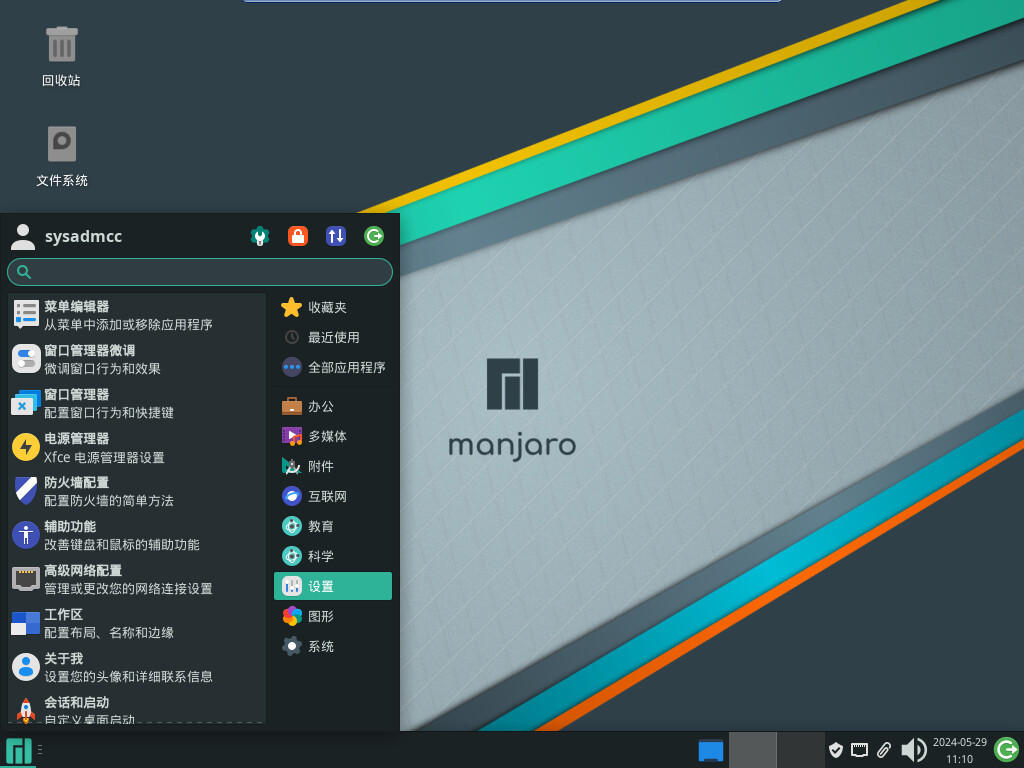 回收站
文件系统
sysadmcc
菜单编辑器
从菜单中添加或移除应用程序
窗口管理器微调
微调窗口行为和效果
窗口管理器
配置窗口行为和快捷键
电源管理器
Xfce 电源管理器设置
防火墙配置
配置防火墙的简单方法
辅助功能
改善键盘和鼠标的辅助功能
高级网络配置
管理或更改您的网络连接设置
工作区
配置布局、名称和边缘
关于我
设置您的头像和详细联系信息
会话和启动
自定义桌面启动
收藏夹
最近使用
全部应用程序
办公
多媒体
附件
互联网
教育
科学
设置
图形
系统
manjaro
2024-05-29
11:10